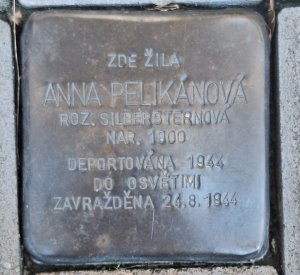 ZDE ŽILA
ANNA PELIKÁNOVÁ
ROZ. SILBERSTERNOVÁ
NAR. 1900
DEPORTOVÁNA 1944
DO OSVĚTIMI
ZAVRAŽDĚNA 24.8.1944